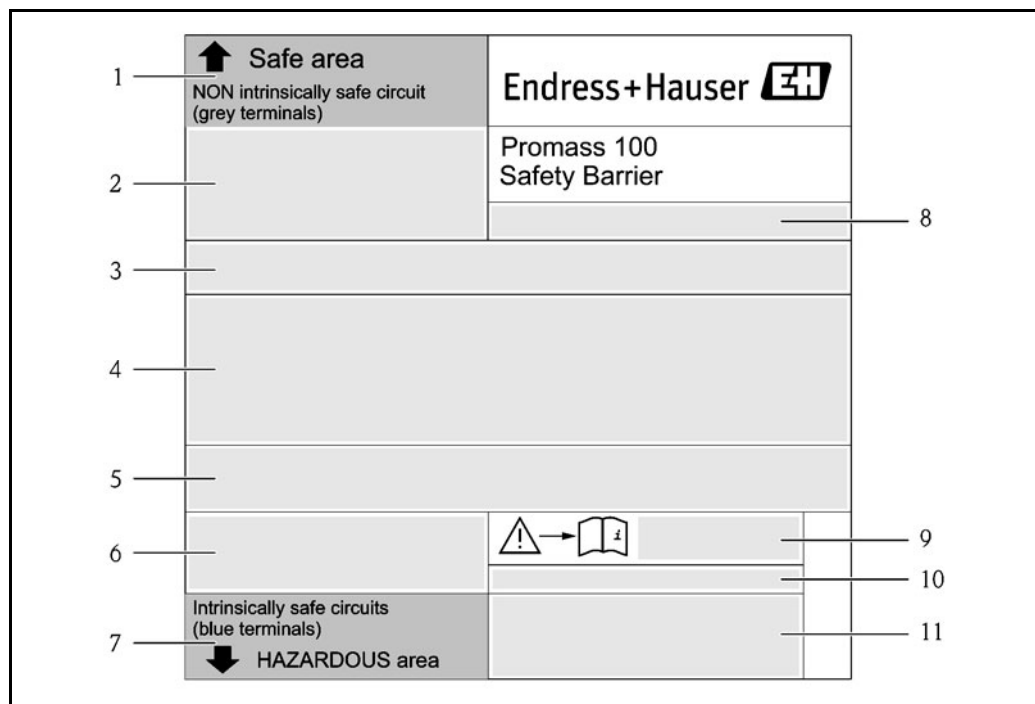 Safe area
NON intrinsically safe circuit
(grey terminals)
Endress+Hauser EH
Promass 100
Safety Barrier
1
2
3
4
5
6
7
8
9
10
11
i
Intrinsically safe circuits
(blue terminals)
HAZARDOUS area